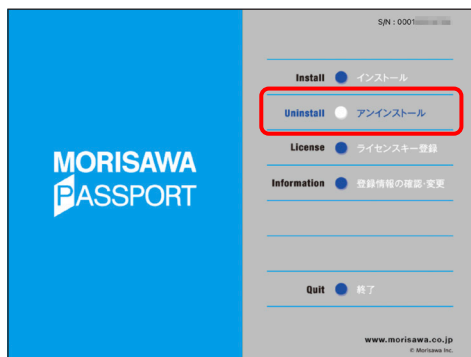 S/N : 0001
Install インストール
Uninstall アンインストール
License ライセンスキー登録
MORISAWA
PASSPORT
Information 登録情報の確認・変更
Quit 終了
www.morisawa.co.jp
© Morisawa Inc.